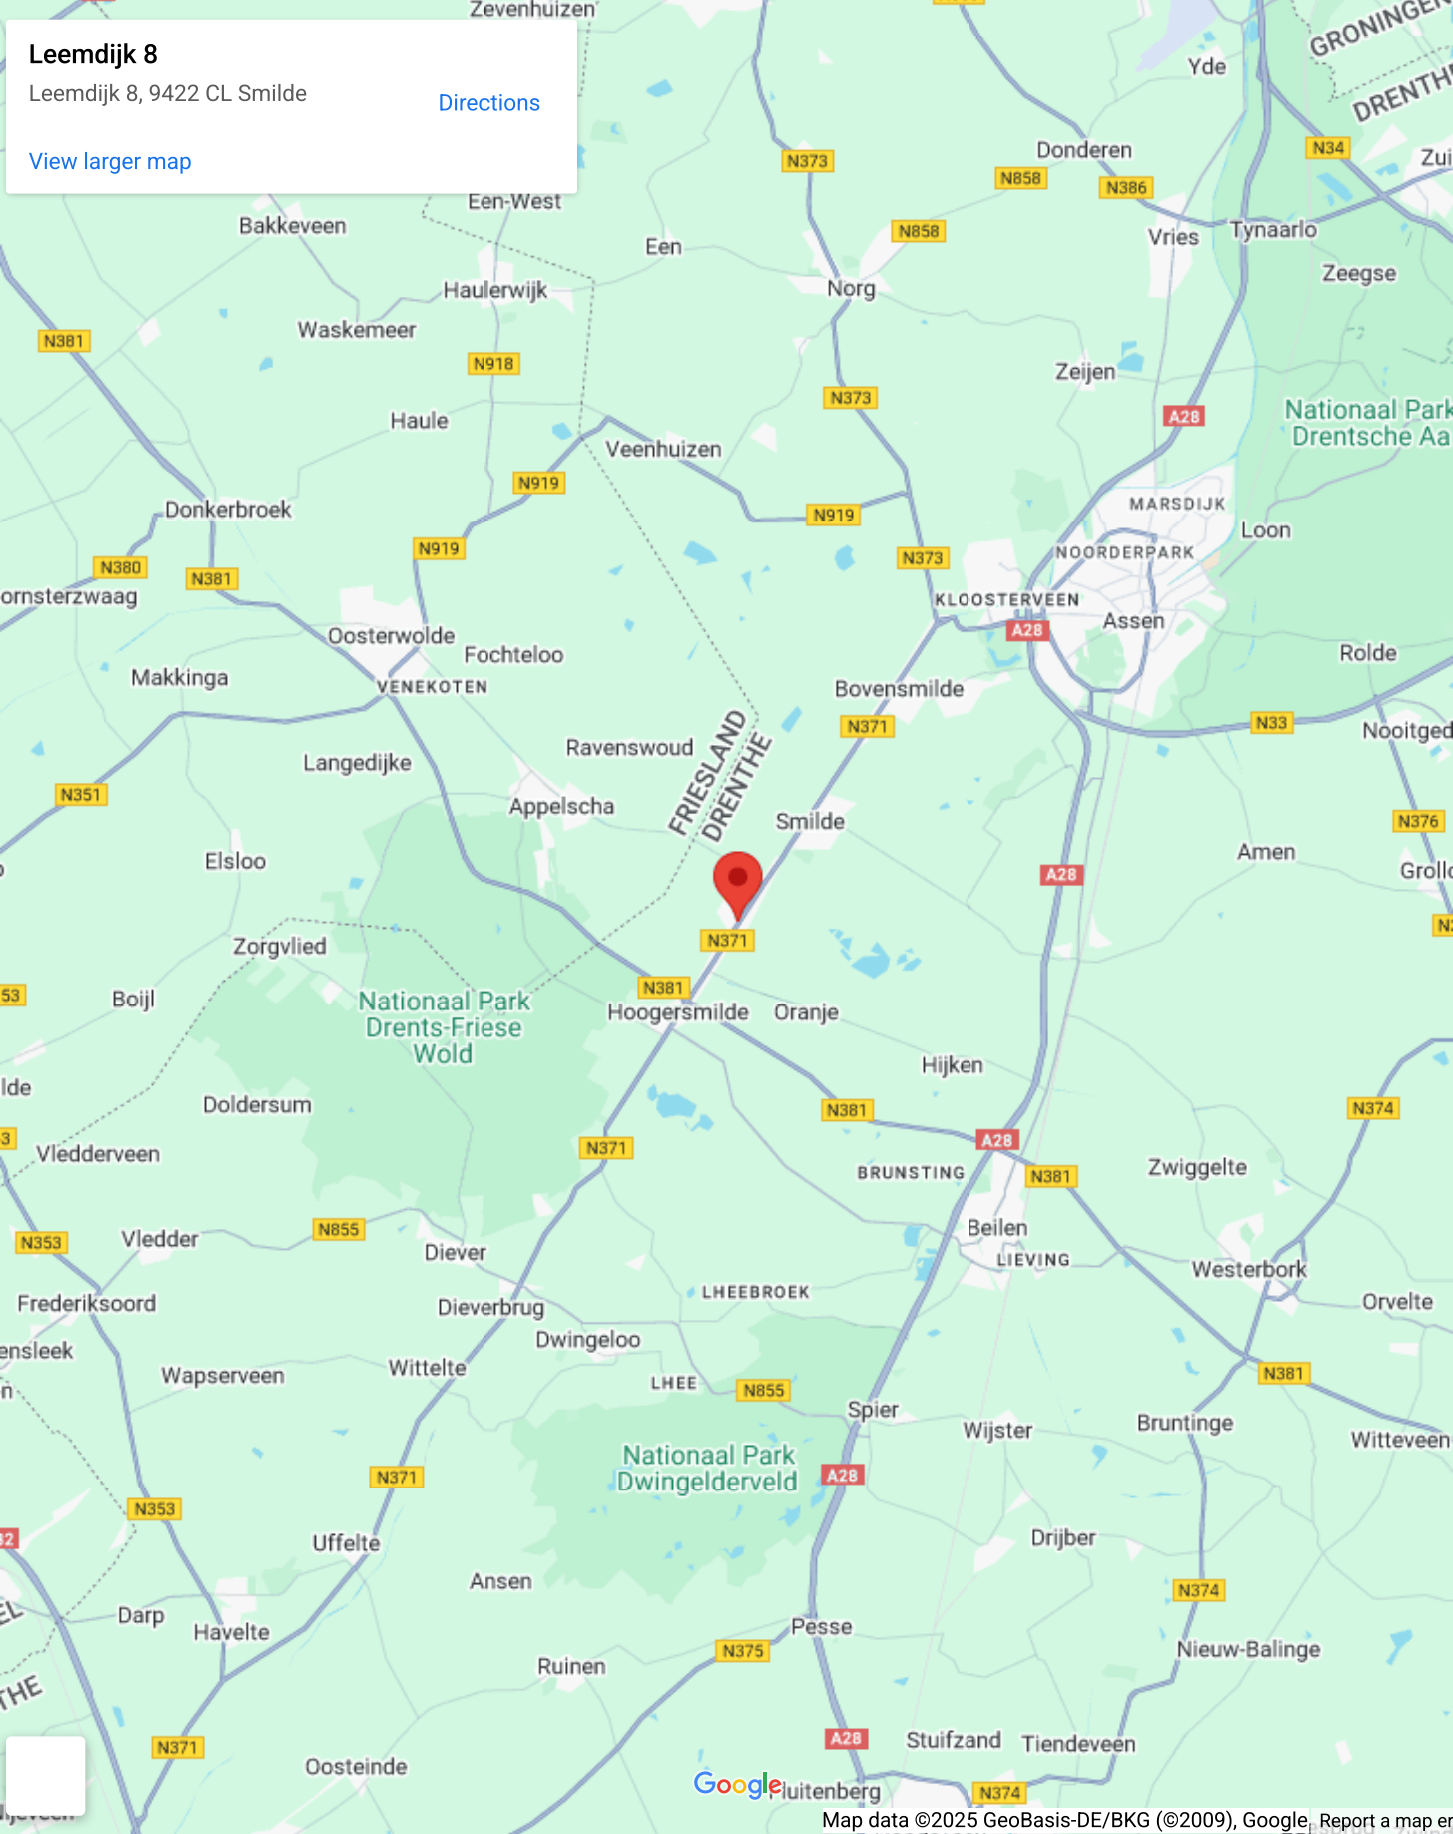 Zevenhuizen
Leemdijk 8
Leemdijk 8, 9422 CL Smilde
Directions
View larger map
GRONINGEN
DRENTHE
Yde
Donderen
N34
N373
N858
N386
Een-West
Bakkeveen
N858
Tynaarlo
Vries
Een
Zeegse
Haulerwijk
Norg
Waskemeer
N381
N918
Zeijen
N373
A28
Nationaal Park
Drentsche Aa
Haule
Veenhuizen
N919
MARSDIJK
Donkerbroek
N919
Loon
N919
NOORDERPARK
N373
N380
N381
ornsterzwaag
KLOOSTERVEEN
Assen
A28
Oosterwolde
Fochteloo
Rolde
Makkinga
VENEKOTEN
Bovensmilde
N371
N33
Nooitged
Ravenswoud
FRIESLAND
DRENTHE
Langedijke
N351
Appelscha
Smilde
N376
Elsloo
Amen
Grollo
A28
N371
Zorgvlied
N381
53
Boijl
Nationaal Park
Drents-Friese
Wold
Hoogersmilde
Oranje
Hijken
lde
Doldersum
N381
N374
3
A28
Vledderveen
N371
BRUNSTING
N381
Zwiggelte
N855
Beilen
N353
Vledder
Diever
LIEVING
Westerbork
LHEEBROEK
Frederiksoord
Dieverbrug
Orvelte
Dwingeloo
ensleek
Wapserveen
Wittelte
LHEE
N855
N381
n
Spier
Wijster
Bruntinge
Witteveen
Nationaal Park
Dwingelderveld
A28
N371
N353
Drijber
Uffelte
Ansen
N374
Darp
Havelte
Pesse
N375
Nieuw-Balinge
Ruinen
THE
N371
A28
Stuifzand
Tiendeveen
Oosteinde
Google
Fluitenberg
N374
Map data ©2025 GeoBasis-DE/BKG (©2009), Google
Report a map er